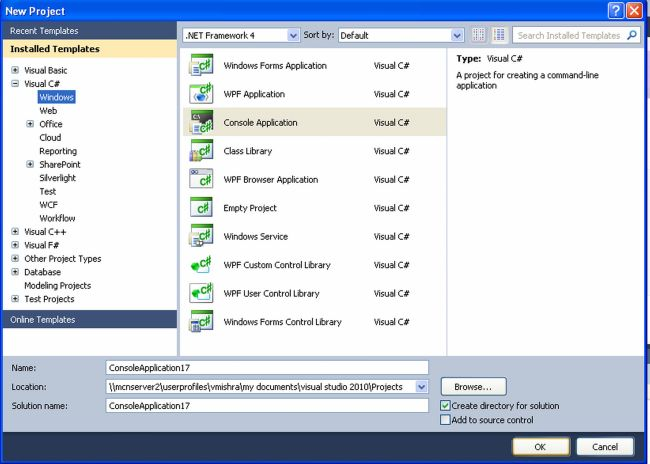 New Project
Recent Templates
Installed Templates
Visual Basic
Visual C#
Windows
Web
Office
Cloud
Reporting
SharePoint
Silverlight
Test
WCF
Workflow
Visual C++
Visual F#
Other Project Types
Database
Modeling Projects
Test Projects
Online Templates
.NET Framework 4 Sort by: Default Search Installed Templates
Windows Forms Application Visual C#
WPF Application Visual C#
Console Application Visual C#
Class Library Visual C#
WPF Browser Application Visual C#
Empty Project Visual C#
Windows Service Visual C#
WPF Custom Control Library Visual C#
WPF User Control Library Visual C#
Windows Forms Control Library Visual C#
Type: Visual C#
A project for creating a command-line
application
Name: ConsoleApplication17
Location: \\mcnserver2\userprofiles\vmishra\my documents\visual studio 2010\Projects Browse...
Solution name: ConsoleApplication17
Create directory for solution
Add to source control
OK Cancel